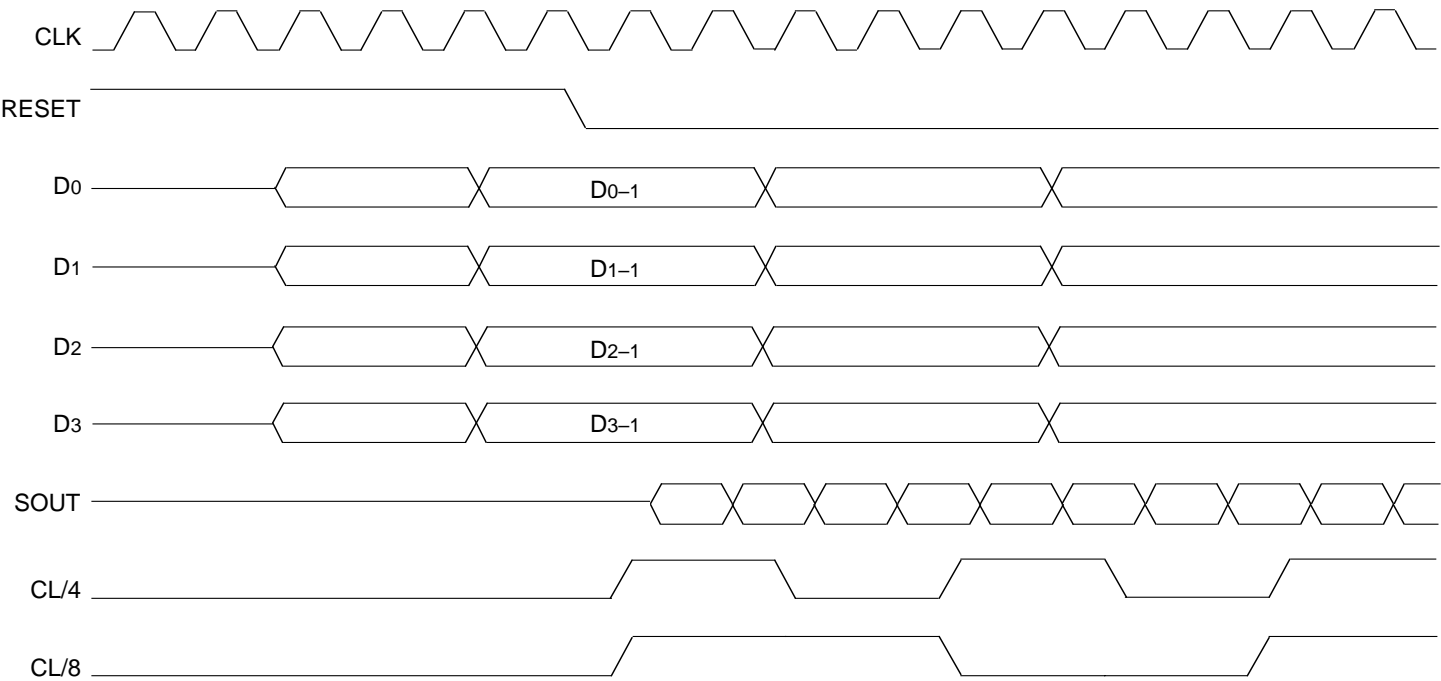 CLK
RESET
D0
D0–1
D1
D1–1
D2
D2–1
D3
D3–1
SOUT
CL/4
CL/8